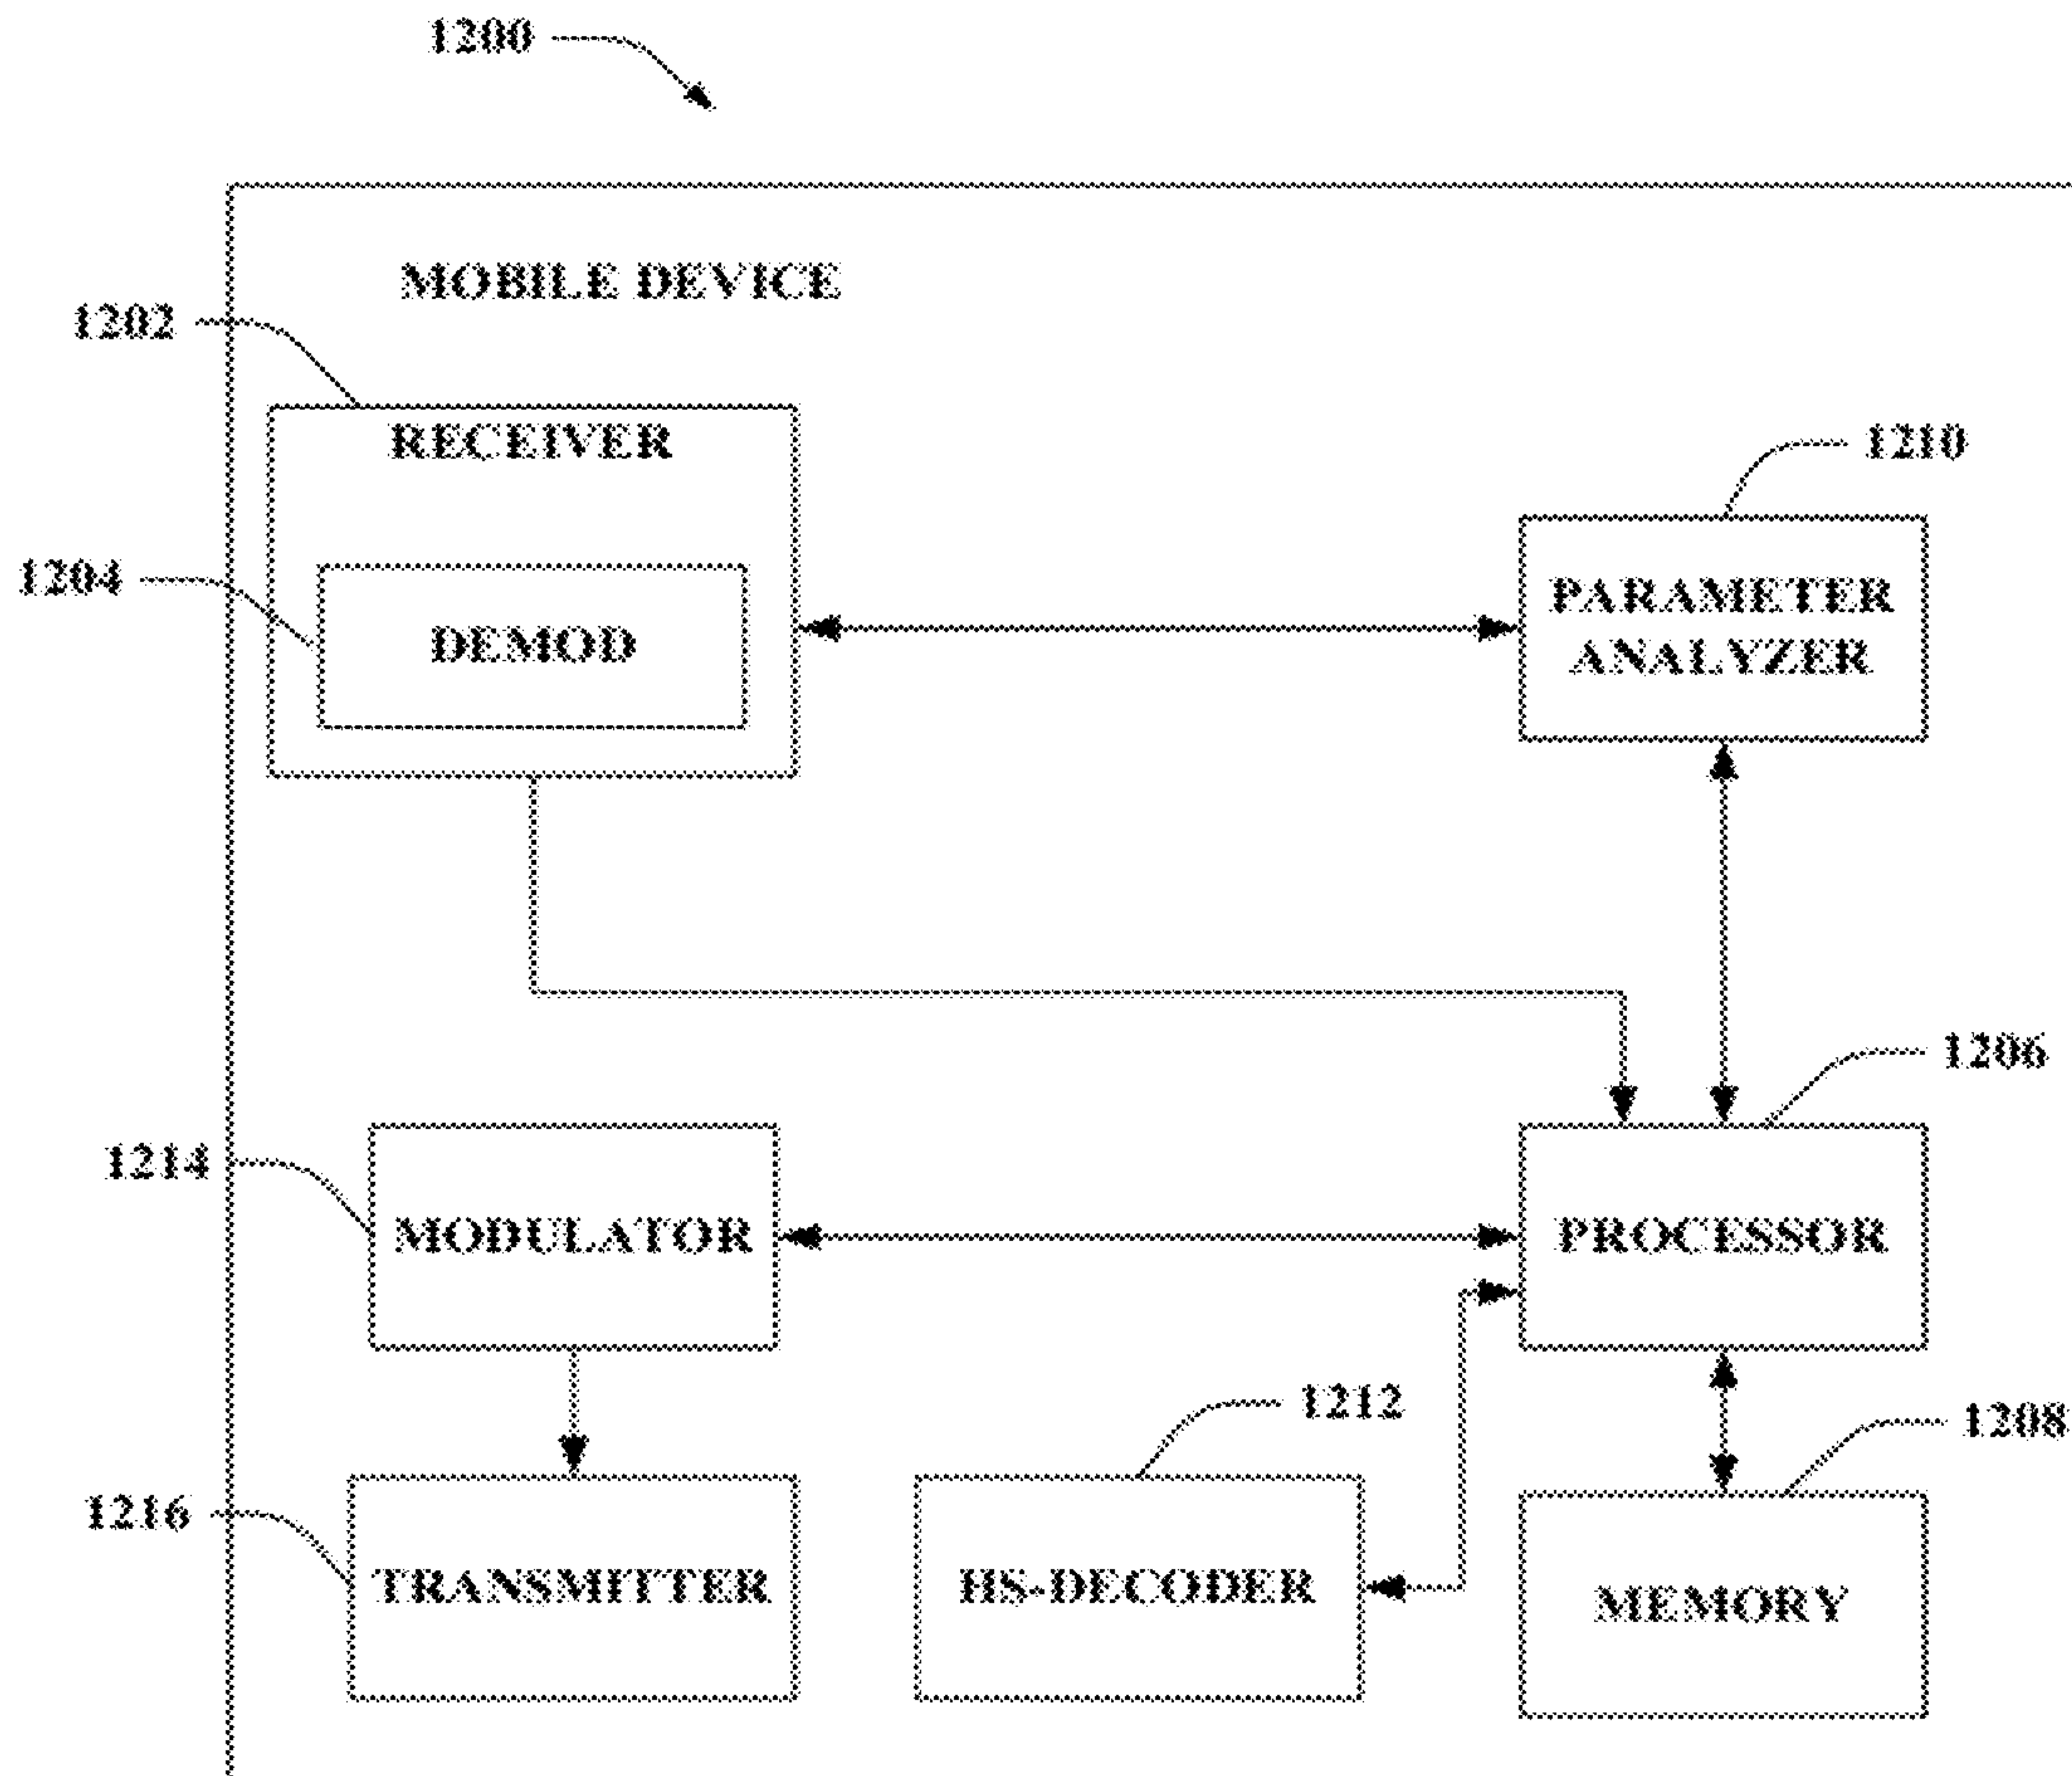 1200
MOBILE DEVICE
1202
RECEIVER
1210
1204
DEMOD
PARAMETER
ANALYZER
1206
1214
MODULATOR
PROCESSOR
1212
1208
1216
TRANSMITTER
HS-DECODER
MEMORY